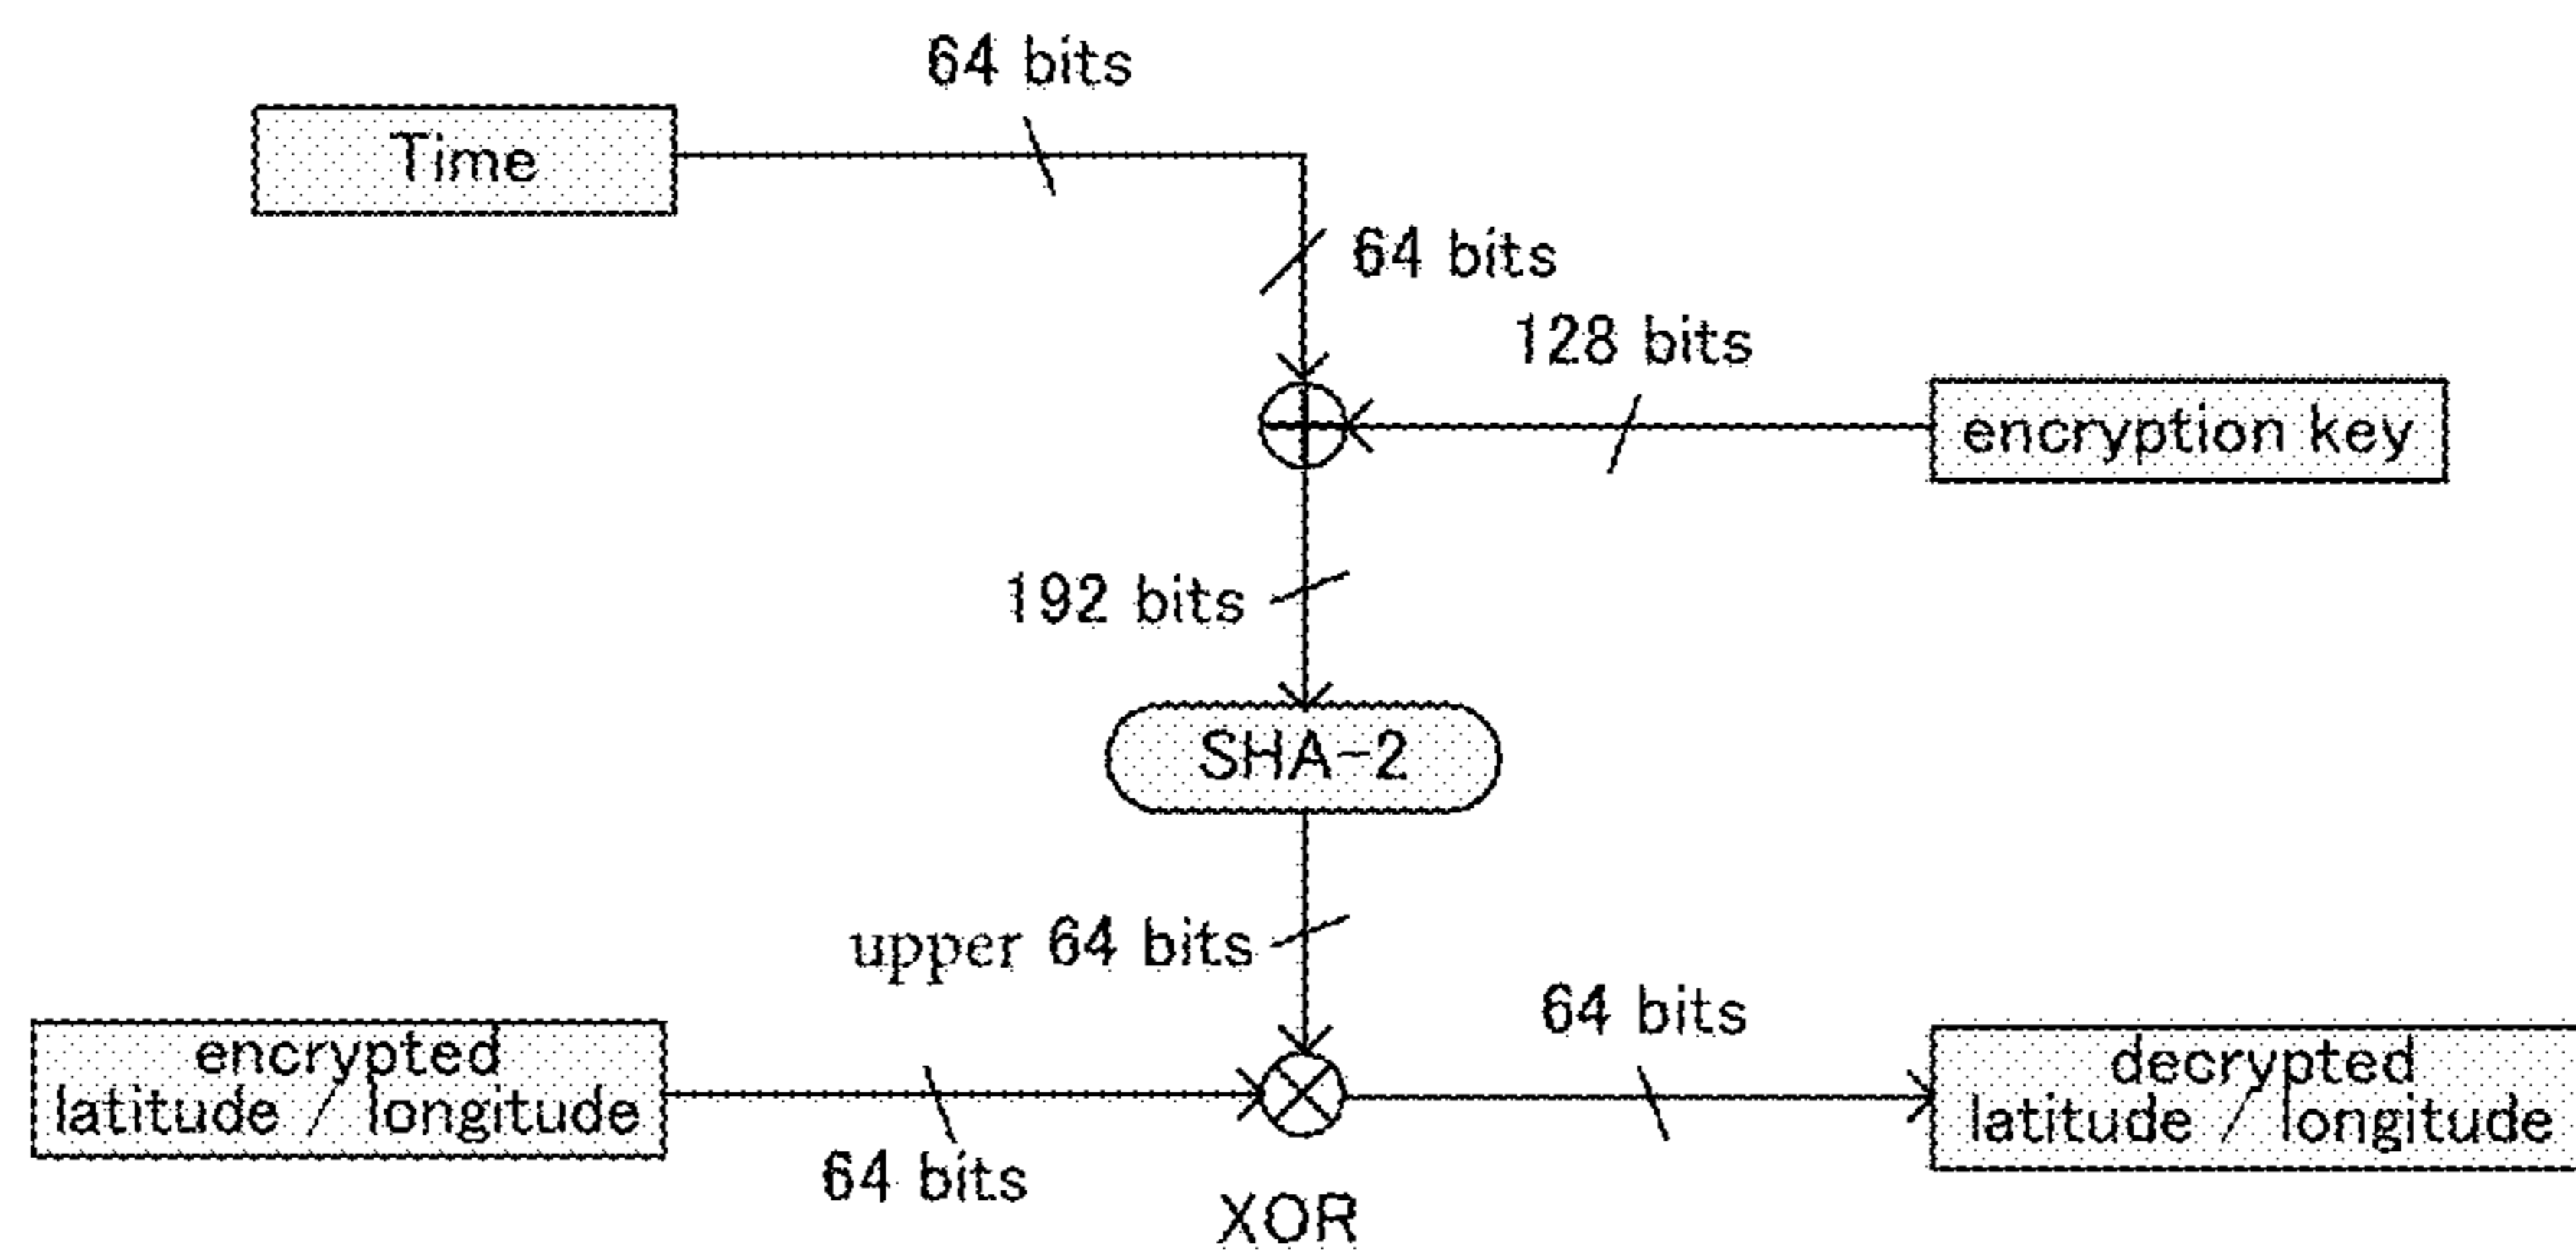 64 bits
Time
64 bits
128 bits
encryption key
192 bits
SHA-2
upper 64 bits
64 bits
encrypted
latitude / longitude
decrypted
latitude / longitude
64 bits
XOR